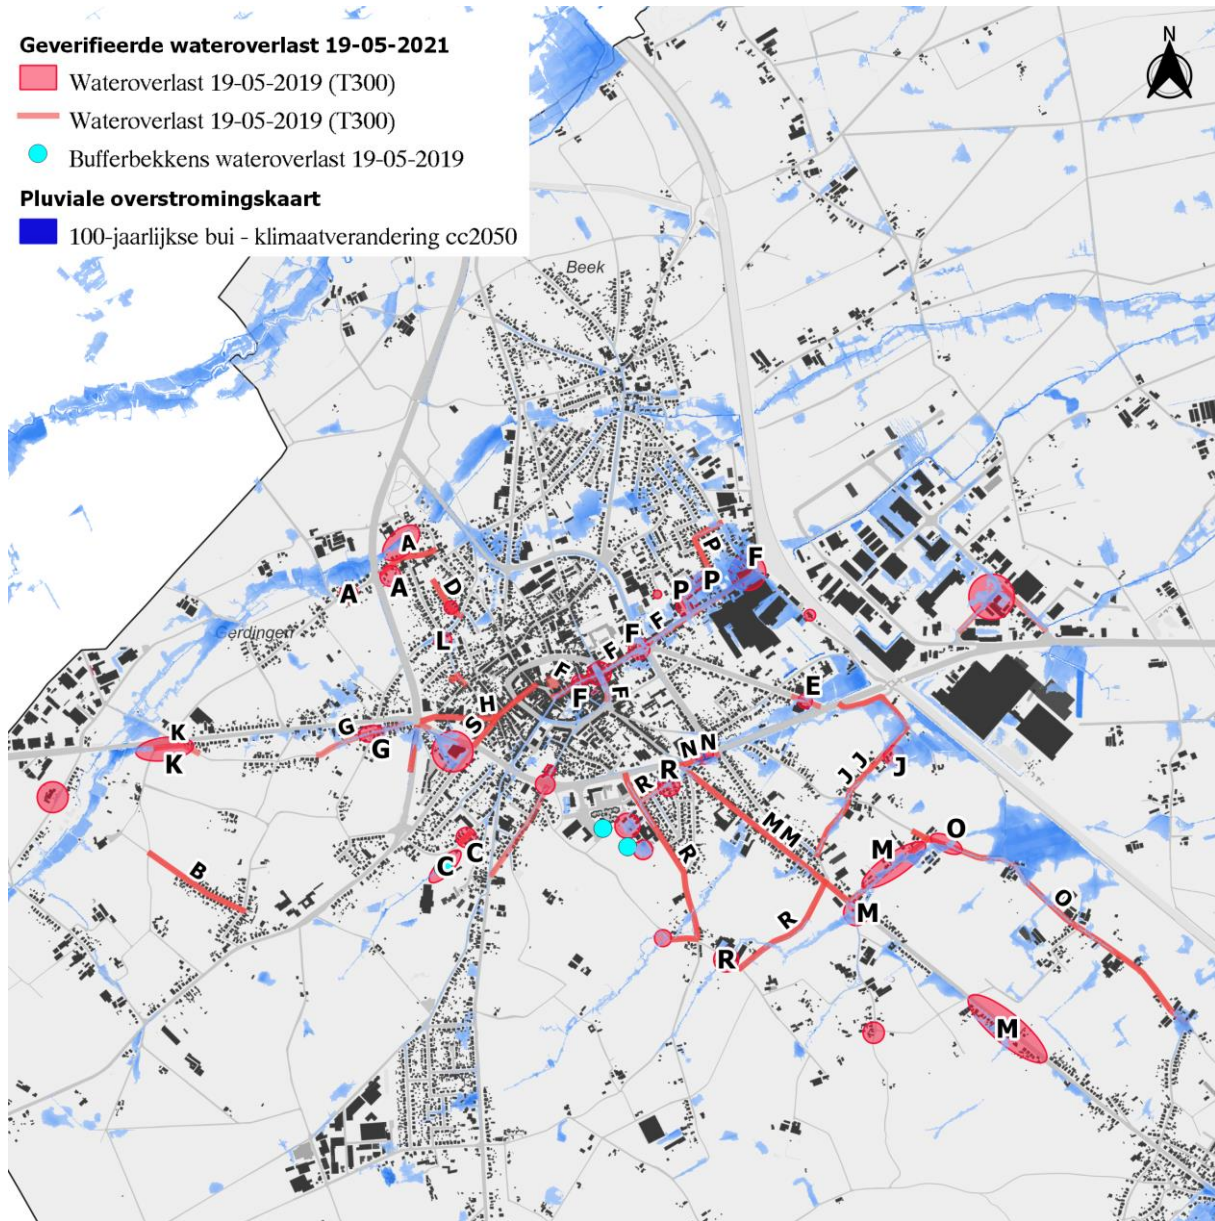 Geverifieerde wateroverlast 19-05-2021
Wateroverlast 19-05-2019 (T300)
Wateroverlast 19-05-2019 (T300)
Bufferbekkens wateroverlast 19-05-2019
Pluviale overstromingskaart
100-jaarlijkse bui - klimaatverandering cc2050
N
Beek
A
P
F
A
A
D
P
P
Gerdingen
L
F
F
F
F
F
F
E
H
S
G
G
K
K
N
N
R
R
J
J
J
M
M
C
C
R
M
O
B
O
R
M
R
M